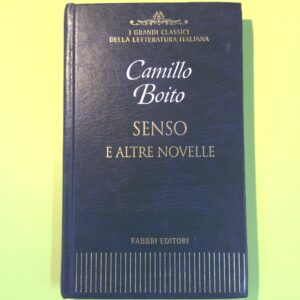 I GRANDI CLASSICI
DELLA LETTERATURA ITALIANA
Camillo
Boito
SENSO
E ALTRE NOVELLE
FABBRI EDITORI